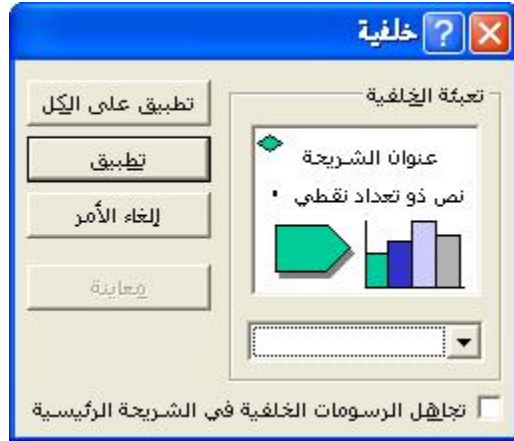 خلفية
تعبئة الخلفية
عنوان الشريحة
نص ذو تعداد نقطي
تطبيق على الكل
تطبيق
إلغاء الأمر
معاينة
تجاهل الرسومات الخلفية في الشريحة الرئيسية